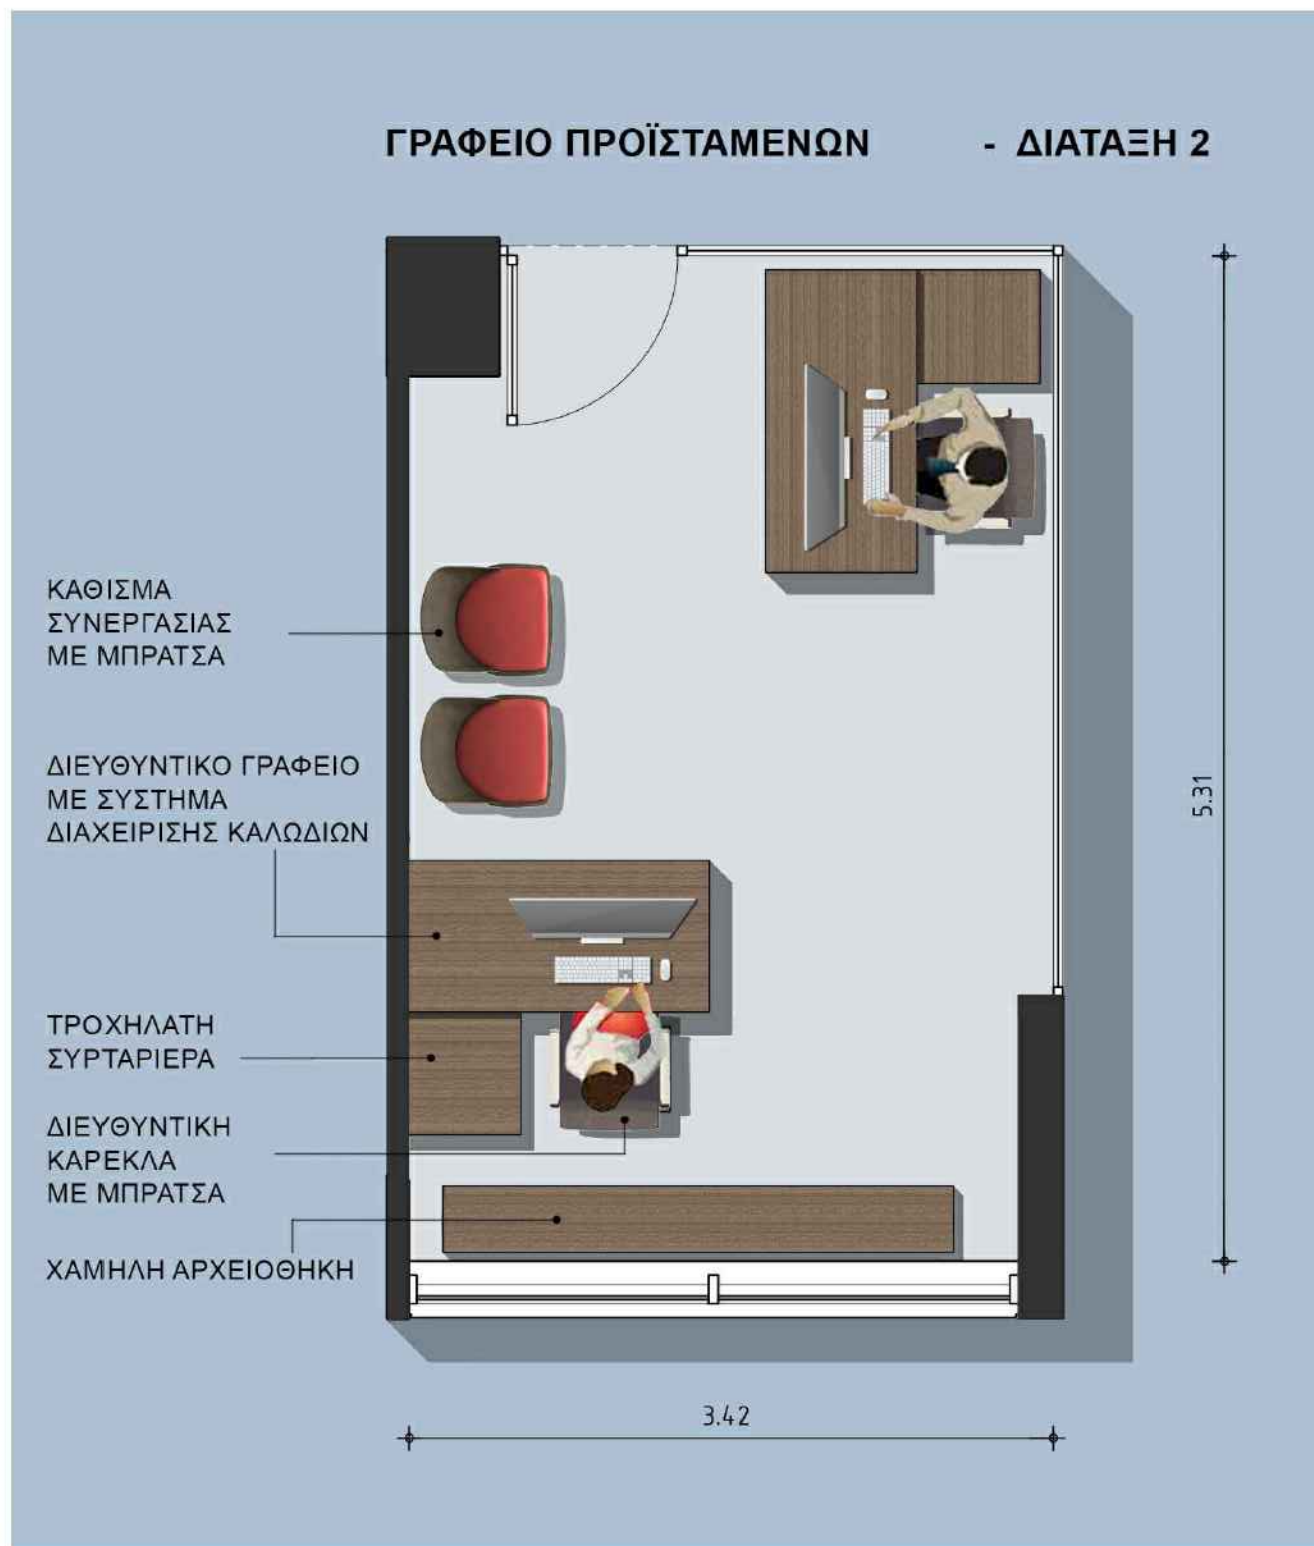 ΓΡΑΦΕΙΟ ΠΡΟΪΣΤΑΜΕΝΩΝ - ΔΙΑΤΑΞΗ 2
ΚΑΘΙΣΜΑ
ΣΥΝΕΡΓΑΣΙΑΣ
ΜΕ ΜΠΡΑΤΣΑ
ΔΙΕΥΘΥΝΤΙΚΟ ΓΡΑΦΕΙΟ
ΜΕ ΣΥΣΤΗΜΑ
ΔΙΑΧΕΙΡΙΣΗΣ ΚΑΛΩΔΙΩΝ
5.31
ΤΡΟΧΗΛΑΤΗ
ΣΥΡΤΑΡΙΕΡΑ
ΔΙΕΥΘΥΝΤΙΚΗ
ΚΑΡΕΚΛΑ
ΜΕ ΜΠΡΑΤΣΑ
ΧΑΜΗΛΗ ΑΡΧΕΙΟΘΗΚΗ
3.42